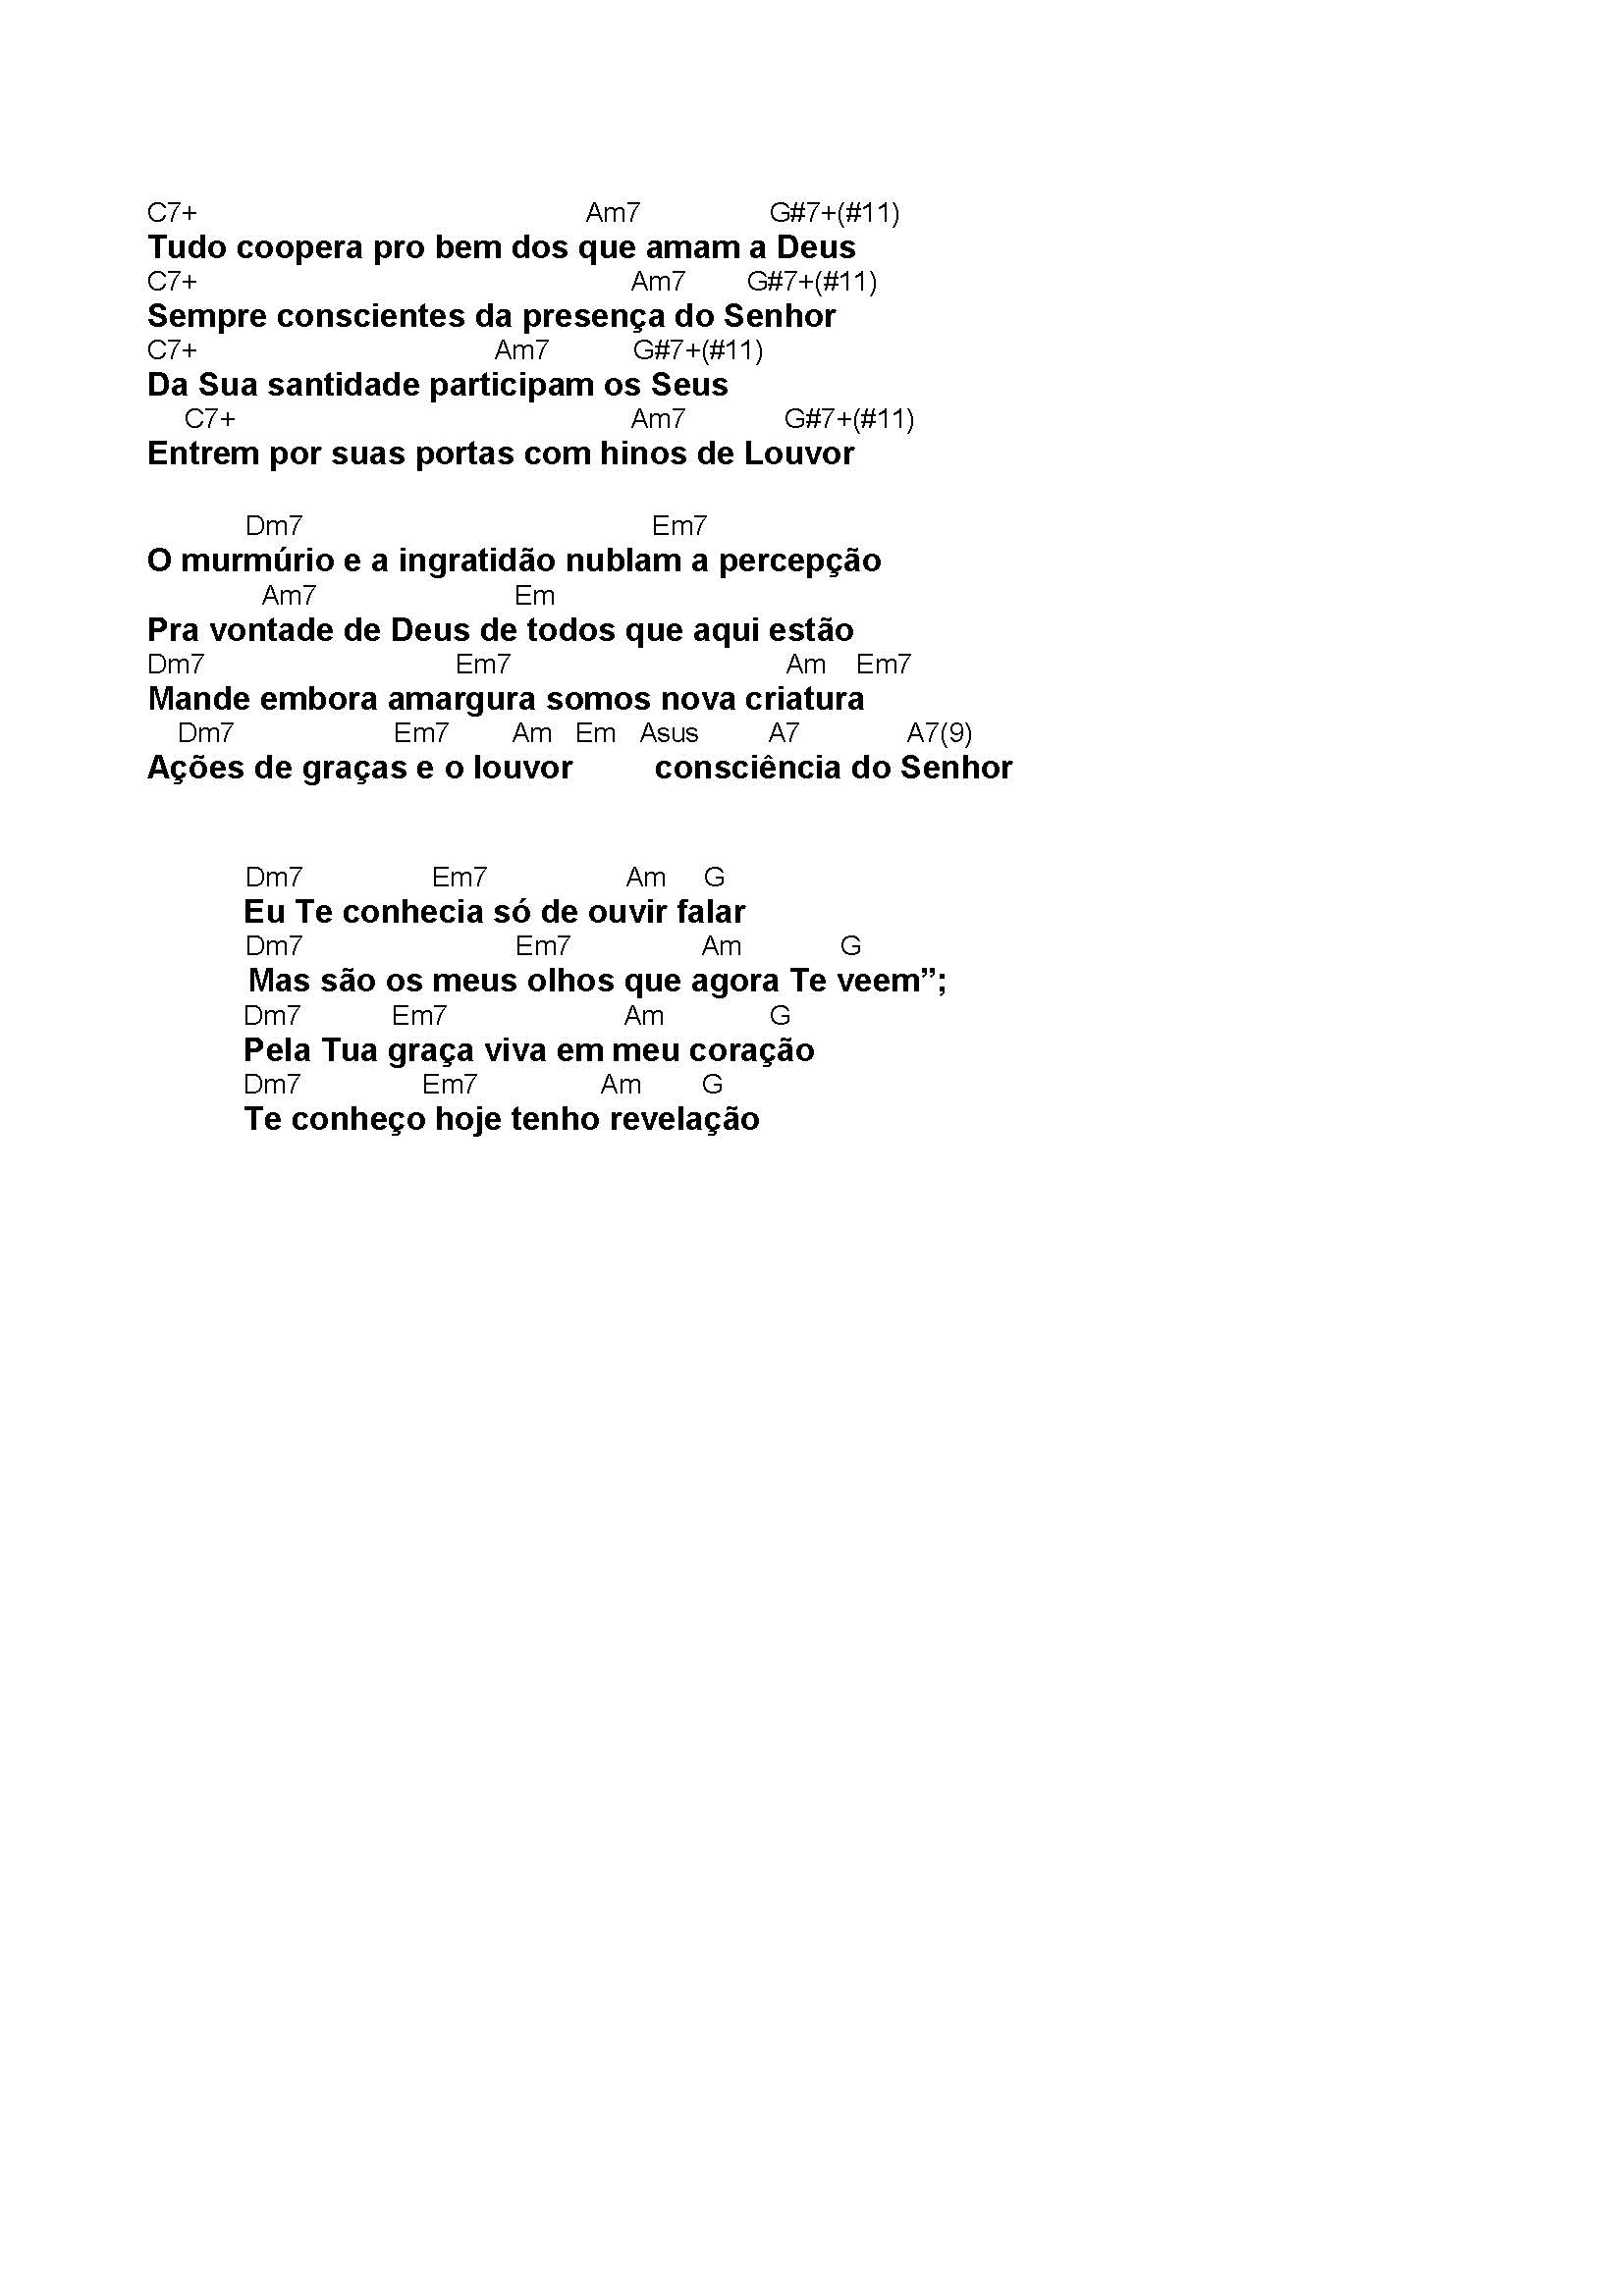 C7+ Am7 G#7+(#11)
Tudo coopera pro bem dos que amam a Deus
C7+ Am7 G#7+(#11)
Sempre conscientes da presença do Senhor
C7+ Am7 G#7+(#11)
Da Sua santidade participam os Seus
C7+ Am7 G#7+(#11)
Entrem por suas portas com hinos de Louvor
Dm7 Em7
O murmúrio e a ingratidão nublam a percepção
Am7 Em
Pra vontade de Deus de todos que aqui estão
Dm7 Em7 Am Em7
Mande embora amargura somos nova criatura
Dm7 Em7 Am Em Asus A7 A7(9)
Ações de graças e o louvor consciência do Senhor
Dm7 Em7 Am G
Eu Te conhecia só de ouvir falar
Dm7 Em7 Am G
Mas são os meus olhos que agora Te veem”;
Dm7 Em7 Am G
Pela Tua graça viva em meu coração
Dm7 Em7 Am G
Te conheço hoje tenho revelação